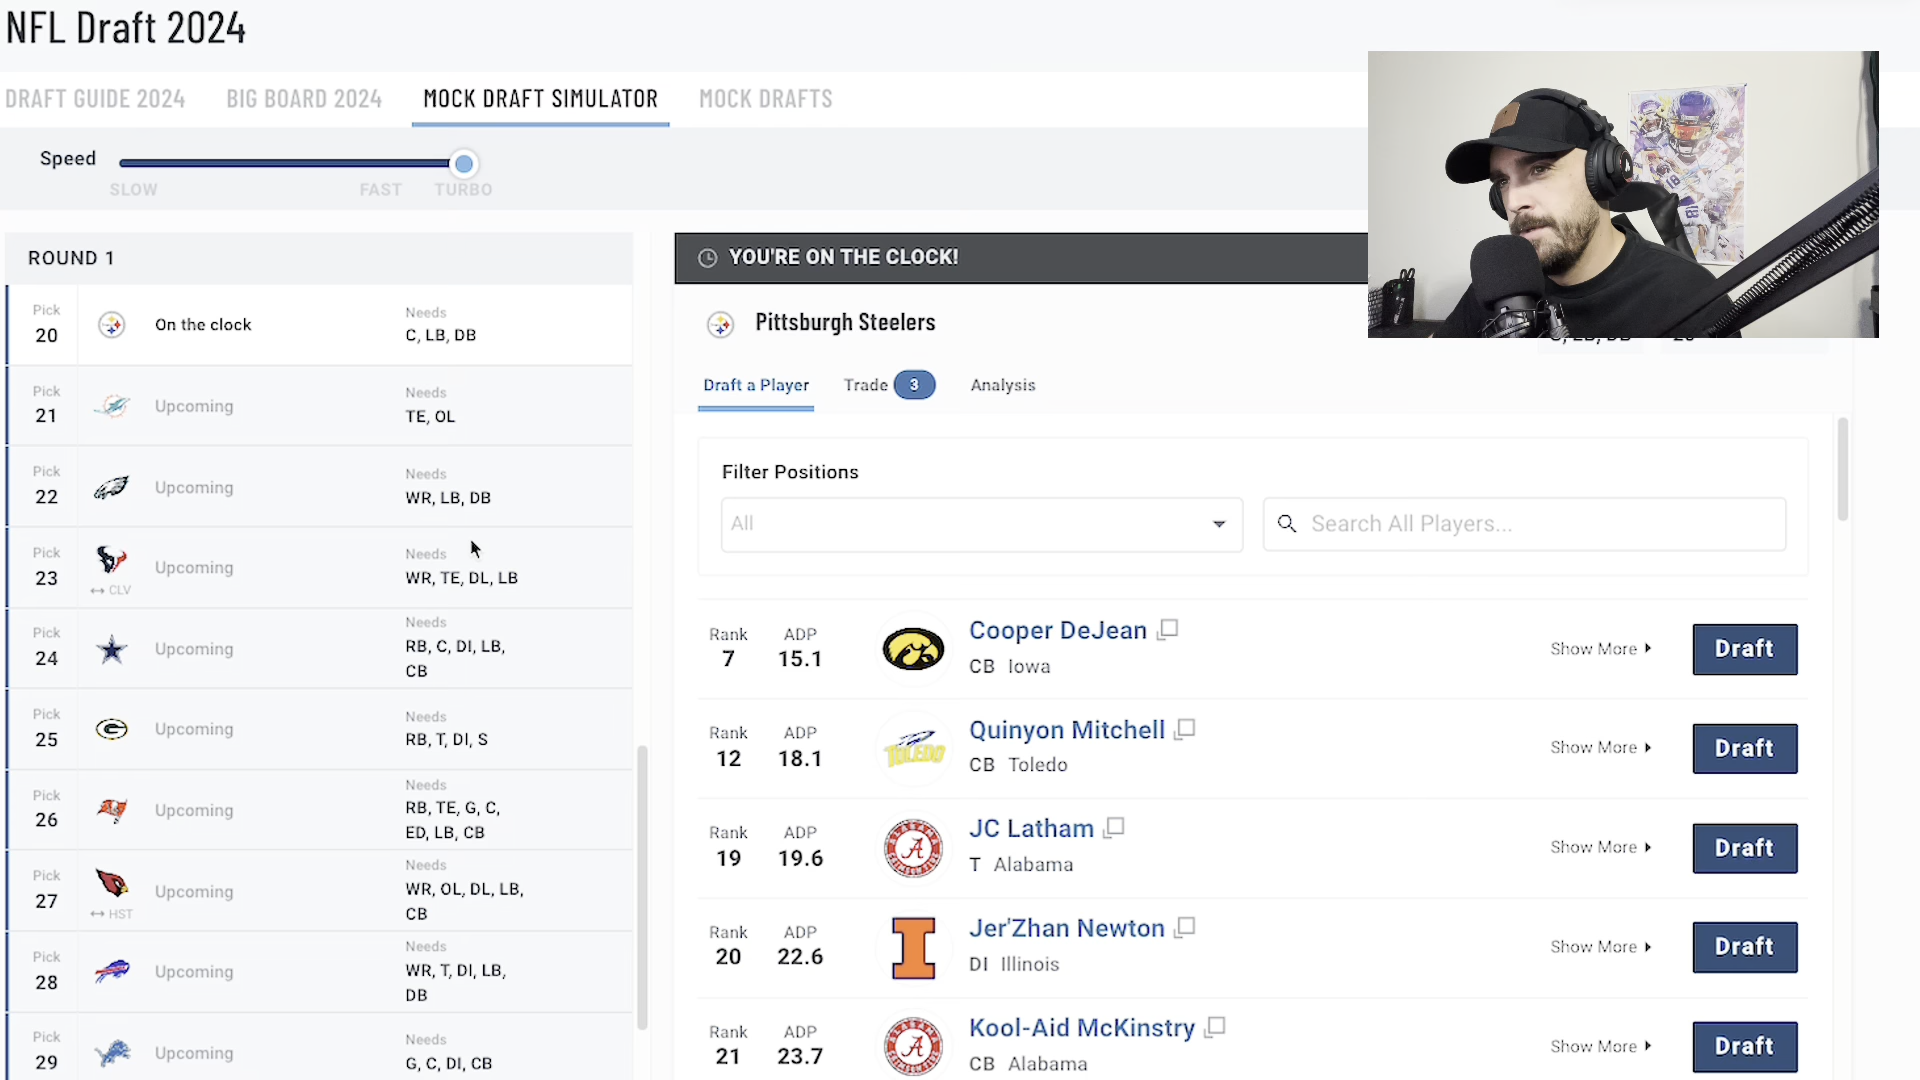 NFL Draft 2024
DRAFT GUIDE 2024
BIG BOARD 2024
MOCK DRAFT SIMULATOR
MOCK DRAFTS
Speed
SLOW
FAST
TURBO
ROUND 1
Pick
20
On the clock
Needs
C, LB, DB
Pick
21
Upcoming
Needs
TE, OL
Pick
22
Upcoming
Needs
WR, LB, DB
Pick
23
↔ CLV
Upcoming
Needs
WR, TE, DL, LB
Pick
24
Upcoming
Needs
RB, C, DI, LB,
CB
Pick
25
Upcoming
Needs
RB, T, DI, S
Pick
26
Upcoming
Needs
RB, TE, G, C,
ED, LB, CB
Pick
27
↔ HST
Upcoming
Needs
WR, OL, DL, LB,
CB
Pick
28
Upcoming
Needs
WR, T, DI, LB,
DB
Pick
29
Upcoming
Needs
G, C, DI, CB
YOU'RE ON THE CLOCK!
Pittsburgh Steelers
Draft a Player
Trade 3
Analysis
Filter Positions
All
Search All Players...
Rank
7
ADP
15.1
Cooper DeJean
CB Iowa
Show More
Draft
Rank
12
ADP
18.1
TOLEDO
Quinyon Mitchell
CB Toledo
Show More
Draft
Rank
19
ADP
19.6
JC Latham
T Alabama
Show More
Draft
Rank
20
ADP
22.6
Jer'Zhan Newton
DI Illinois
Show More
Draft
Rank
21
ADP
23.7
Kool-Aid McKinstry
CB Alabama
Show More
Draft